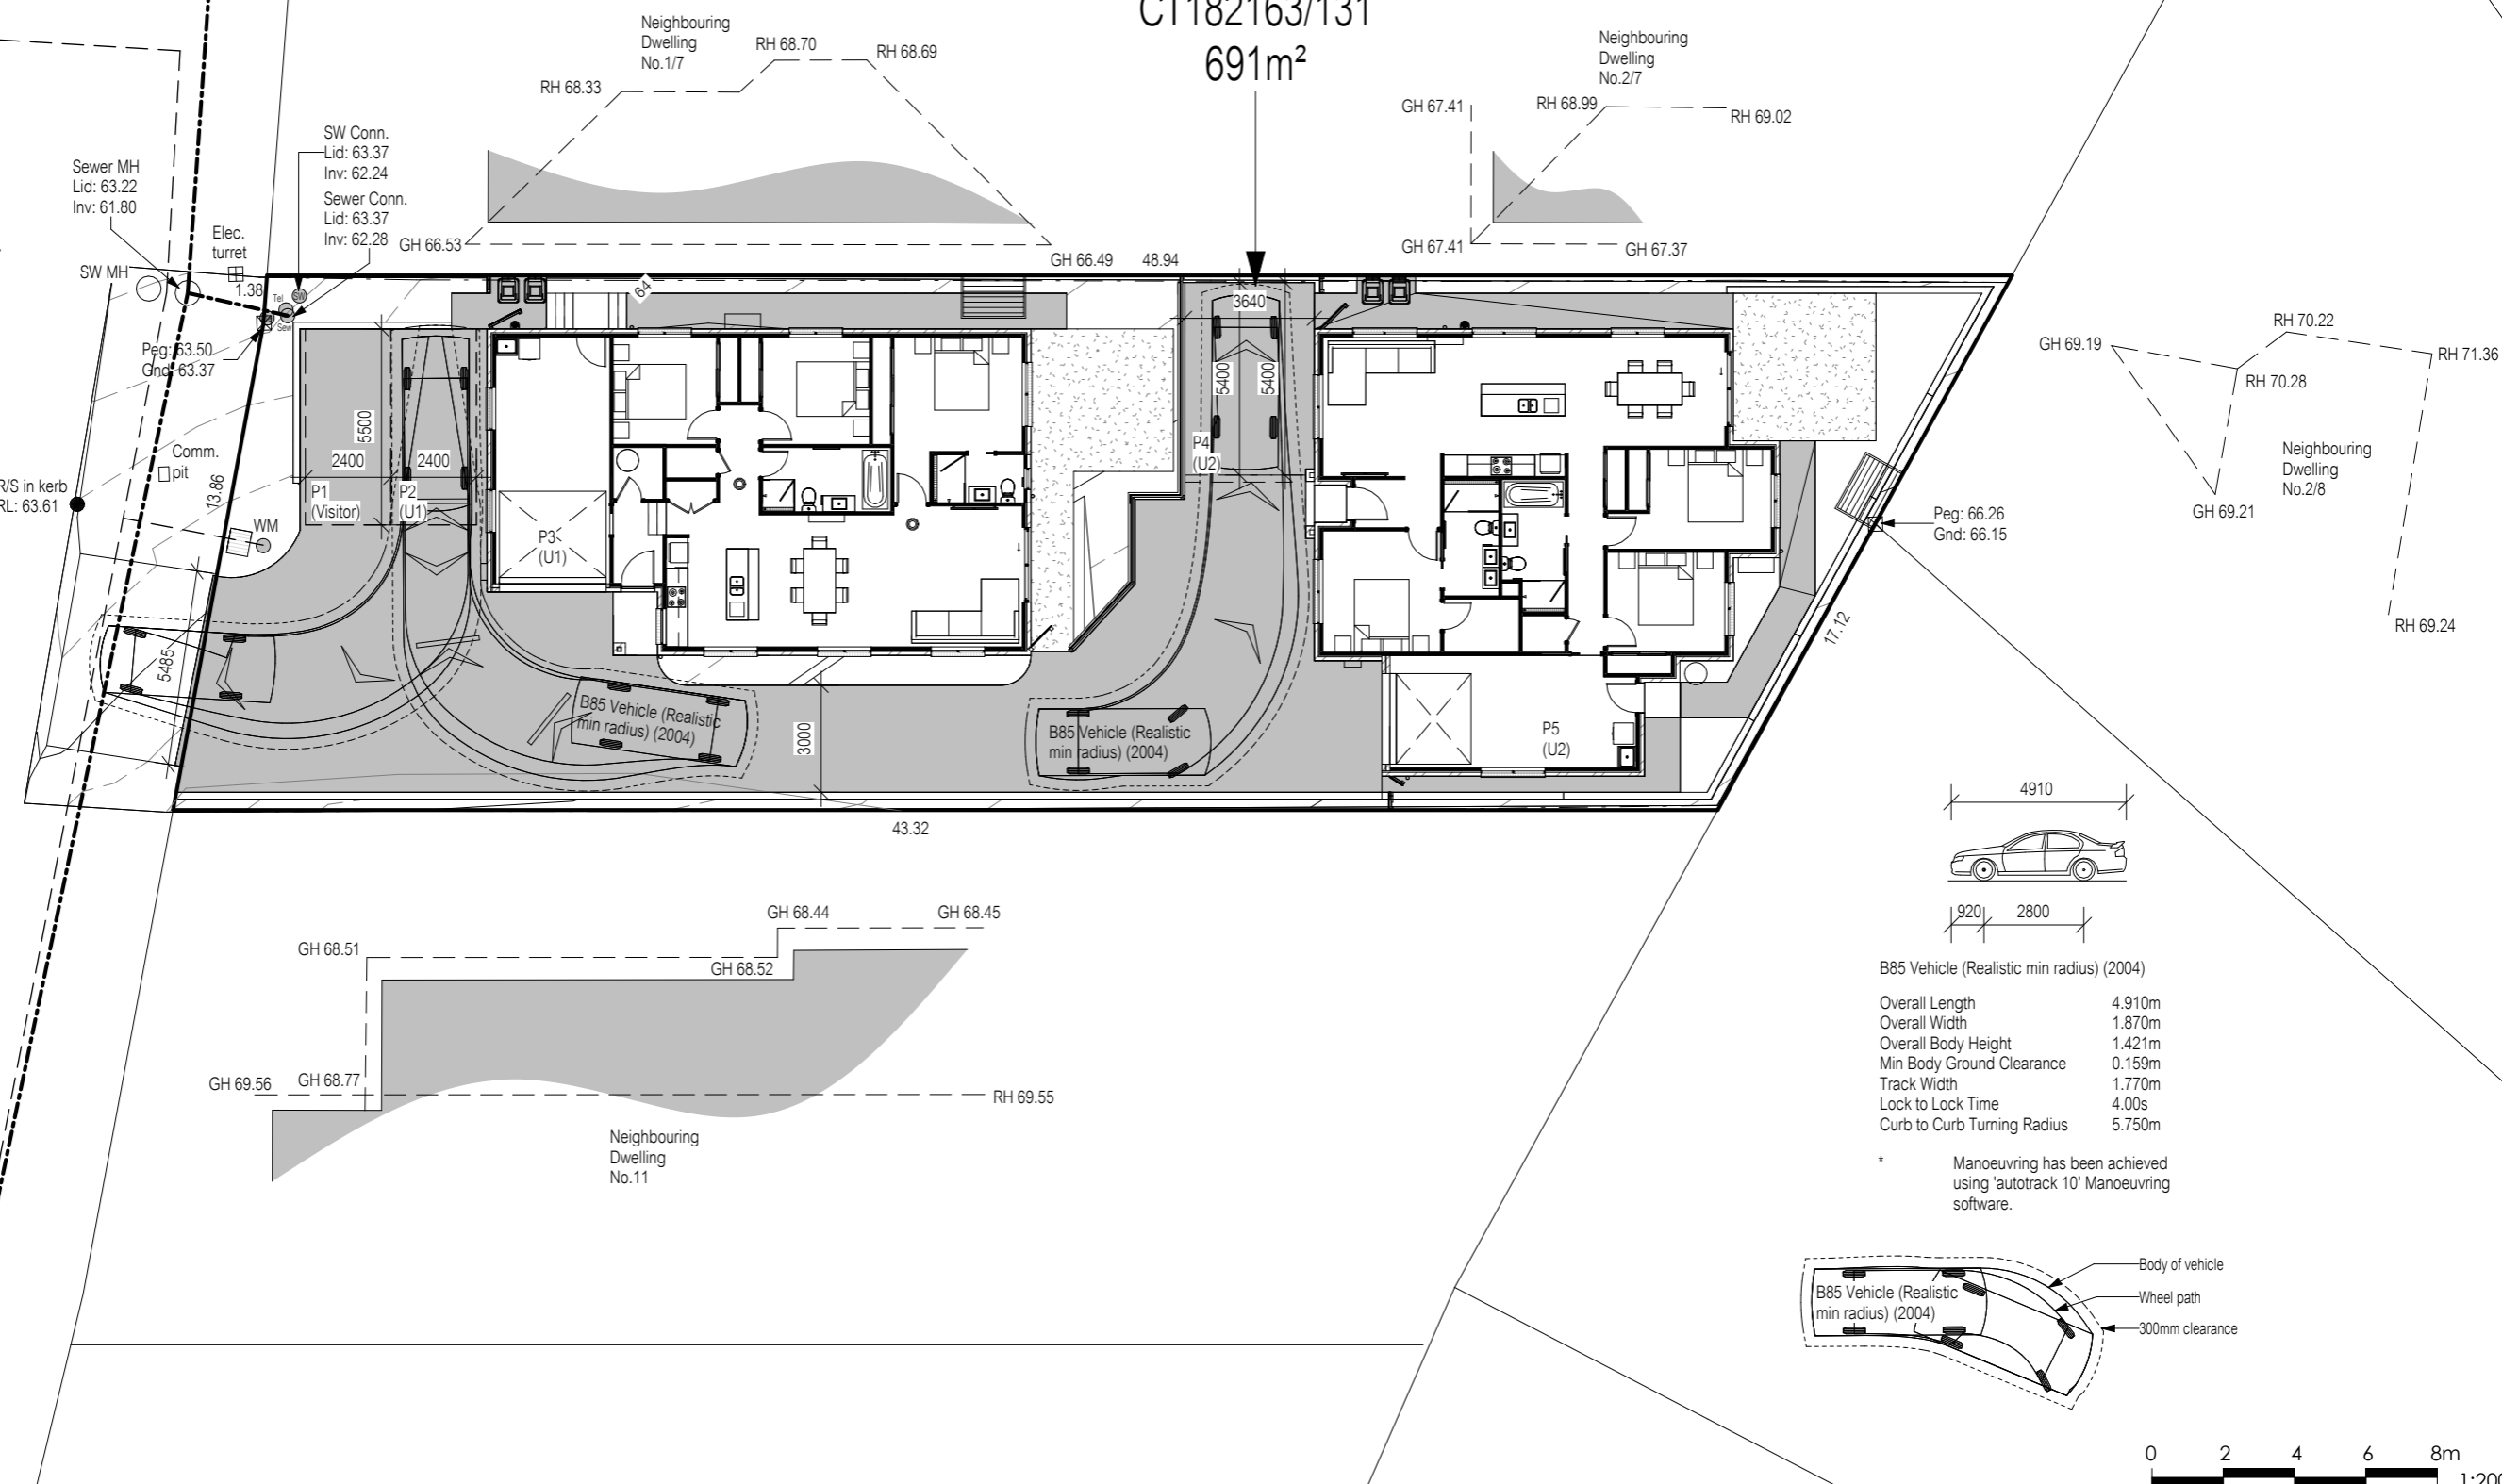 CT182163/131
691m²
Neighbouring
Dwelling
No.1/7
RH 68.70
RH 68.69
RH 68.33
Neighbouring
Dwelling
No.2/7
GH 67.41
RH 68.99
RH 69.02
SW Conn.
Lid: 63.37
Inv: 62.24
Sewer MH
Lid: 63.22
Inv: 61.80
Sewer Conn.
Lid: 63.37
Inv: 62.28
Elec.
turret
GH 66.53
GH 67.41
GH 67.37
SW MH
GH 66.49
48.94
1.38
Tel
SW
Sew
64
3640
Peg: 63.50
Gnd: 63.37
GH 69.19
RH 70.22
RH 71.36
RH 70.28
5400
5400
5500
2400
2400
P4
(U2)
Comm.
pit
Neighbouring
Dwelling
No.2/8
R/S in kerb
RL: 63.61
13.86
P1
(Visitor)
P2
(U1)
GH 69.21
WM
P3
(U1)
Peg: 66.26
Gnd: 66.15
RH 69.24
17.12
5485
B85 Vehicle (Realistic
min radius) (2004)
3000
B85 Vehicle (Realistic
min radius) (2004)
P5
(U2)
43.32
4910
920
2800
GH 68.44
GH 68.45
GH 68.51
GH 68.52
GH 69.56
GH 68.77
RH 69.55
Neighbouring
Dwelling
No.11
B85 Vehicle (Realistic min radius) (2004)
Overall Length 4.910m
Overall Width 1.870m
Overall Body Height 1.421m
Min Body Ground Clearance 0.159m
Track Width 1.770m
Lock to Lock Time 4.00s
Curb to Curb Turning Radius 5.750m
* Manoeuvring has been achieved
using 'autotrack 10' Manoeuvring
software.
B85 Vehicle (Realistic
min radius) (2004)
Body of vehicle
Wheel path
300mm clearance
0 2 4 6 8m
1:200